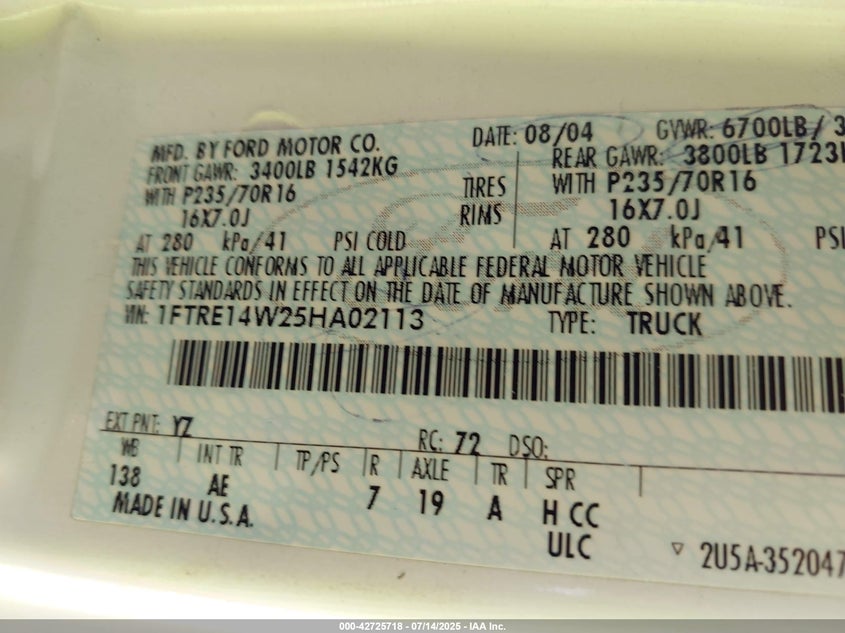 MFD. BY FORD MOTOR CO. DATE: 08/04 GVWR: 6700LB/ 3
FRONT GAWR: 3400LB 1542KG REAR GAWR: 3800LB 1723
WITH P235/70R16 TIRES WITH P235/70R16
16X7.0J RIMS 16X7.0J
AT 280 kPa/41 PSI COLD AT 280 kPa/41 PSI
THIS VEHICLE CONFORMS TO ALL APPLICABLE FEDERAL MOTOR VEHICLE
SAFETY STANDARDS IN EFFECT ON THE DATE OF MANUFACTURE SHOWN ABOVE.
VIN: 1FTRE14W25HA02113 TYPE: TRUCK
EXT PNT: YZ RC: 72 DSO:
WB INT TR TP/PS R AXLE TR SPR
138 AE 7 19 A H CC
MADE IN U.S.A. ULC
▽ 2U5A-352047
000-42725718 - 07/14/2025 - IAA Inc.